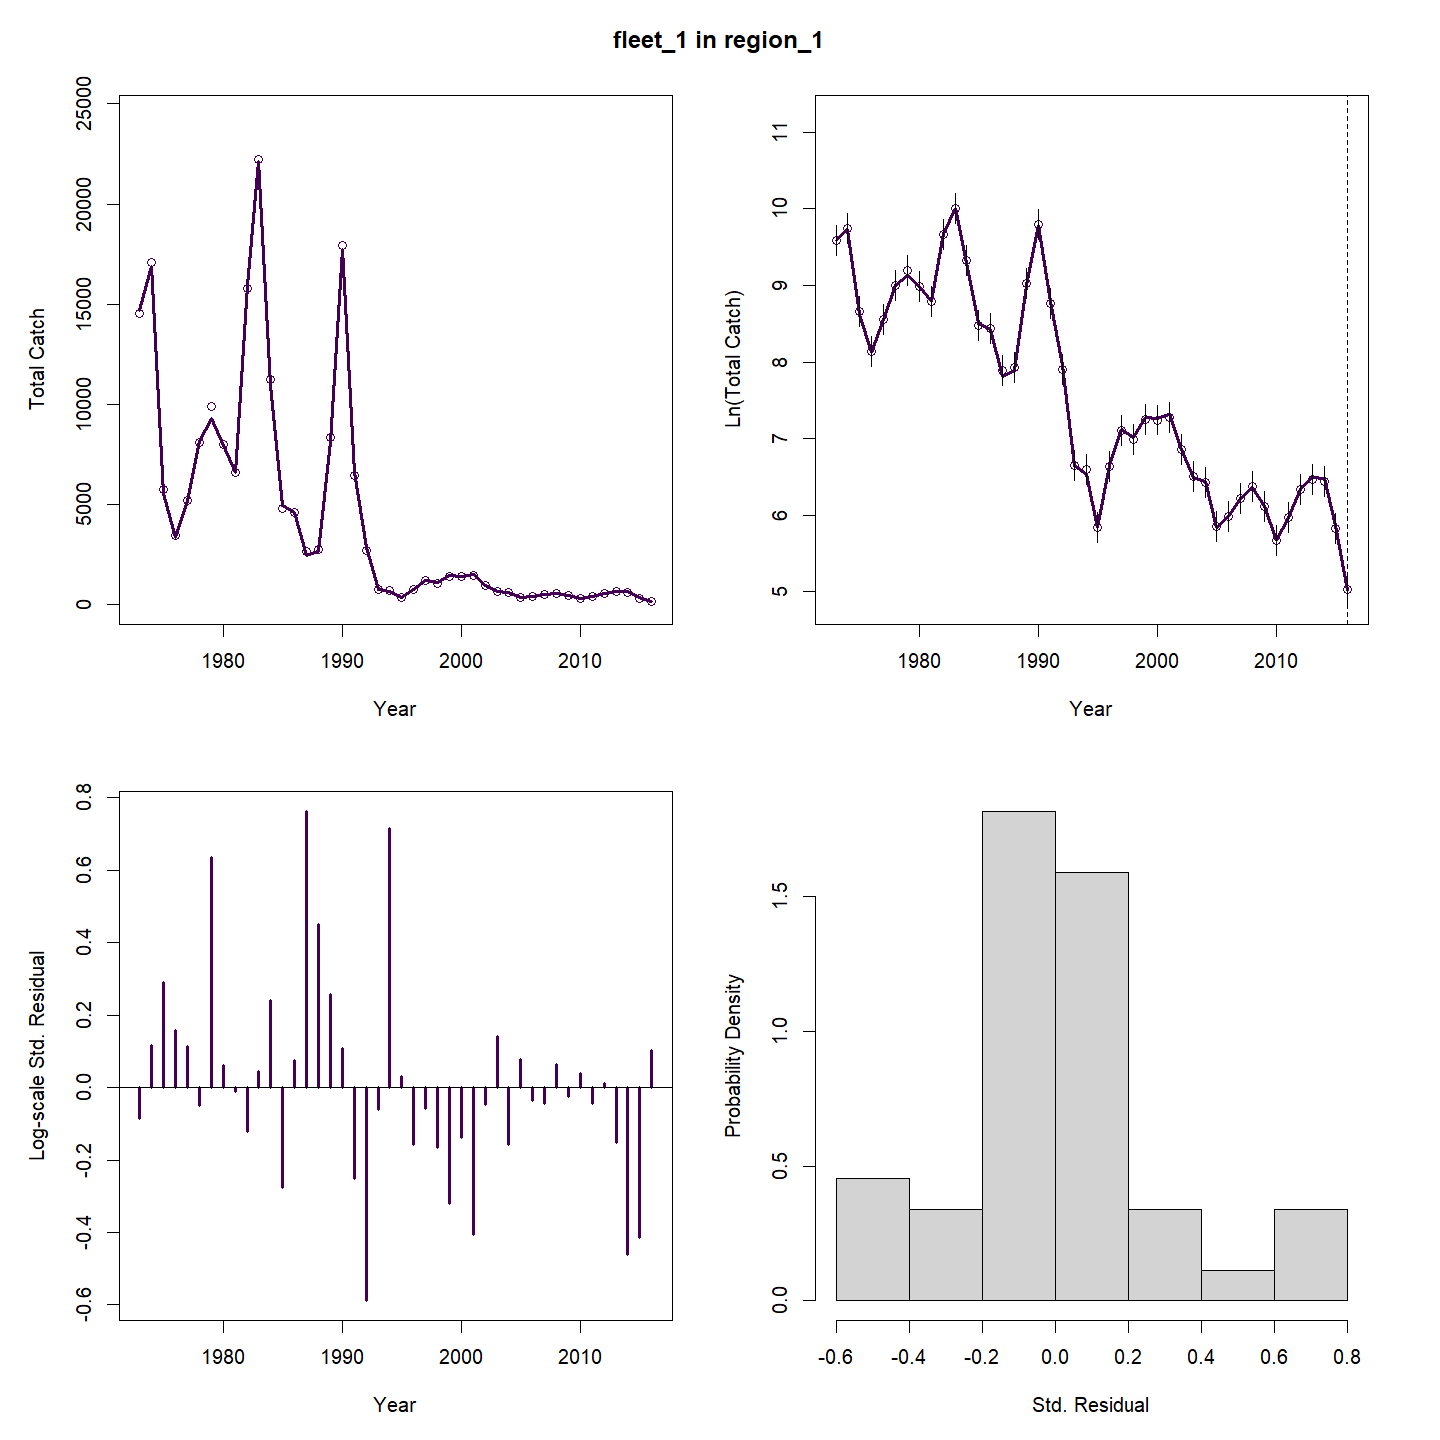 fleet_1 in region_1
Total Catch
0 5000 10000 15000 20000 25000
1980 1990 2000 2010
Year
Ln(Total Catch)
5 6 7 8 9 10 11
1980 1990 2000 2010
Year
Log-scale Std. Residual
-0.6 -0.4 -0.2 0.0 0.2 0.4 0.6 0.8
1980 1990 2000 2010
Year
Probability Density
0.0 0.5 1.0 1.5
-0.6 -0.4 -0.2 0.0 0.2 0.4 0.6 0.8
Std. Residual